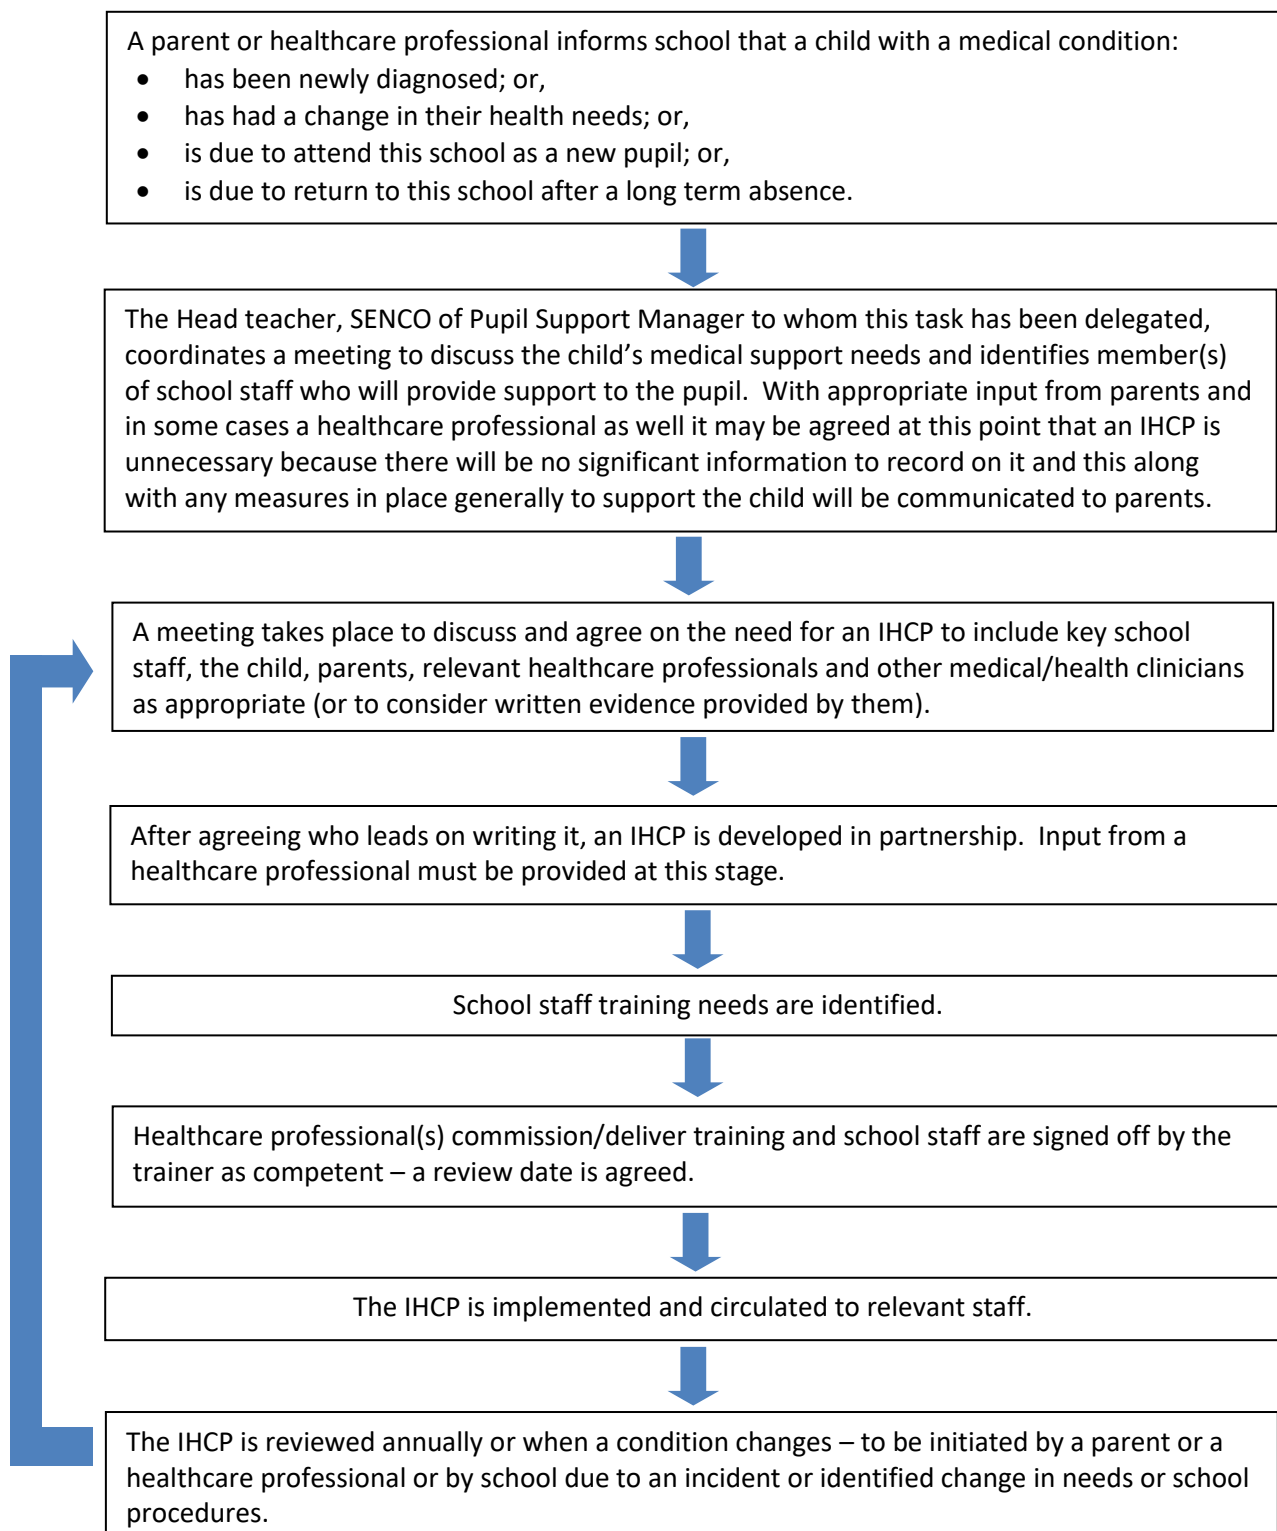 A parent or healthcare professional informs school that a child with a medical condition:
• has been newly diagnosed; or,
• has had a change in their health needs; or,
• is due to attend this school as a new pupil; or,
• is due to return to this school after a long term absence.
The Head teacher, SENCO of Pupil Support Manager to whom this task has been delegated,
coordinates a meeting to discuss the child’s medical support needs and identifies member(s)
of school staff who will provide support to the pupil.  With appropriate input from parents and
in some cases a healthcare professional as well it may be agreed at this point that an IHCP is
unnecessary because there will be no significant information to record on it and this along
with any measures in place generally to support the child will be communicated to parents.
A meeting takes place to discuss and agree on the need for an IHCP to include key school
staff, the child, parents, relevant healthcare professionals and other medical/health clinicians
as appropriate (or to consider written evidence provided by them).
After agreeing who leads on writing it, an IHCP is developed in partnership.  Input from a
healthcare professional must be provided at this stage.
School staff training needs are identified.
Healthcare professional(s) commission/deliver training and school staff are signed off by the
trainer as competent – a review date is agreed.
The IHCP is implemented and circulated to relevant staff.
The IHCP is reviewed annually or when a condition changes – to be initiated by a parent or a
healthcare professional or by school due to an incident or identified change in needs or school
procedures.